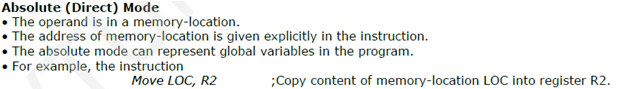 Absolute (Direct) Mode
• The operand is in a memory-location.
• The address of memory-location is given explicitly in the instruction.
• The absolute mode can represent global variables in the program.
• For example, the instruction
Move LOC, R2 ;Copy content of memory-location LOC into register R2.